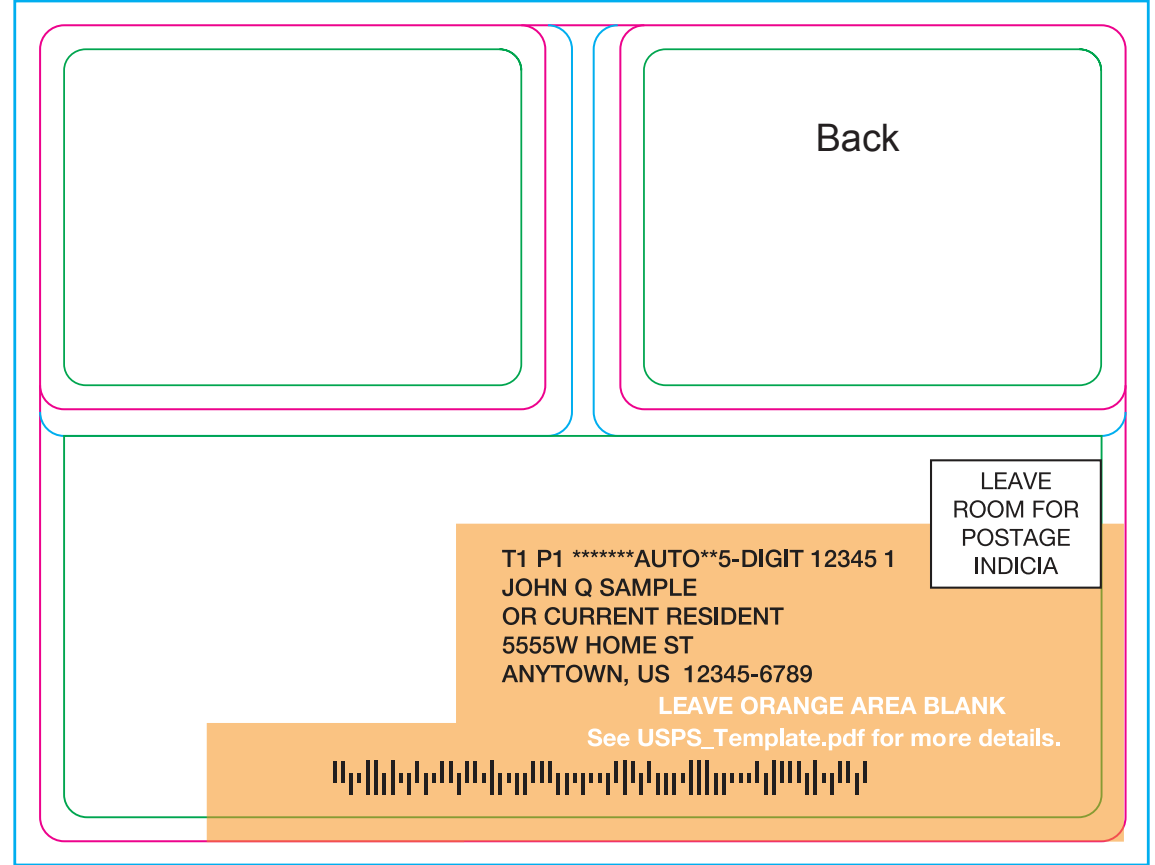 Back
LEAVE
ROOM FOR
POSTAGE
INDICIA
T1 P1 *******AUTO**5-DIGIT 12345 1
JOHN Q SAMPLE
OR CURRENT RESIDENT
5555W HOME ST
ANYTOWN, US  12345-6789
LEAVE ORANGE AREA BLANK
See USPS_Template.pdf for more details.